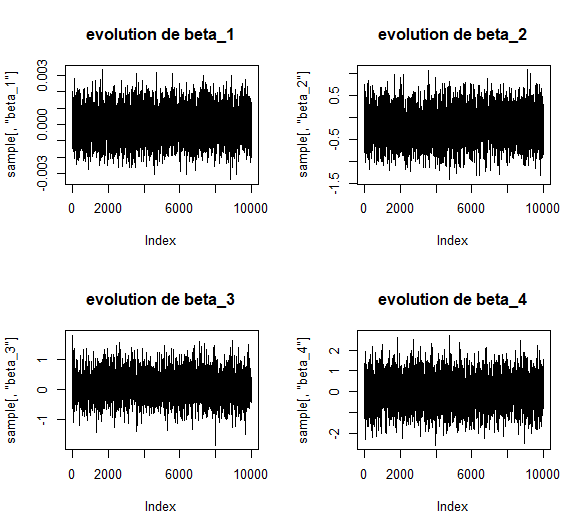 evolution de beta_1
sample[, "beta_1"]
0.003
0.000
-0.003
0 2000 6000 10000
Index
evolution de beta_2
sample[, "beta_2"]
0.5
-0.5
-1.5
0 2000 6000 10000
Index
evolution de beta_3
sample[, "beta_3"]
1
0
-1
0 2000 6000 10000
Index
evolution de beta_4
sample[, "beta_4"]
2
1
0
-2
0 2000 6000 10000
Index